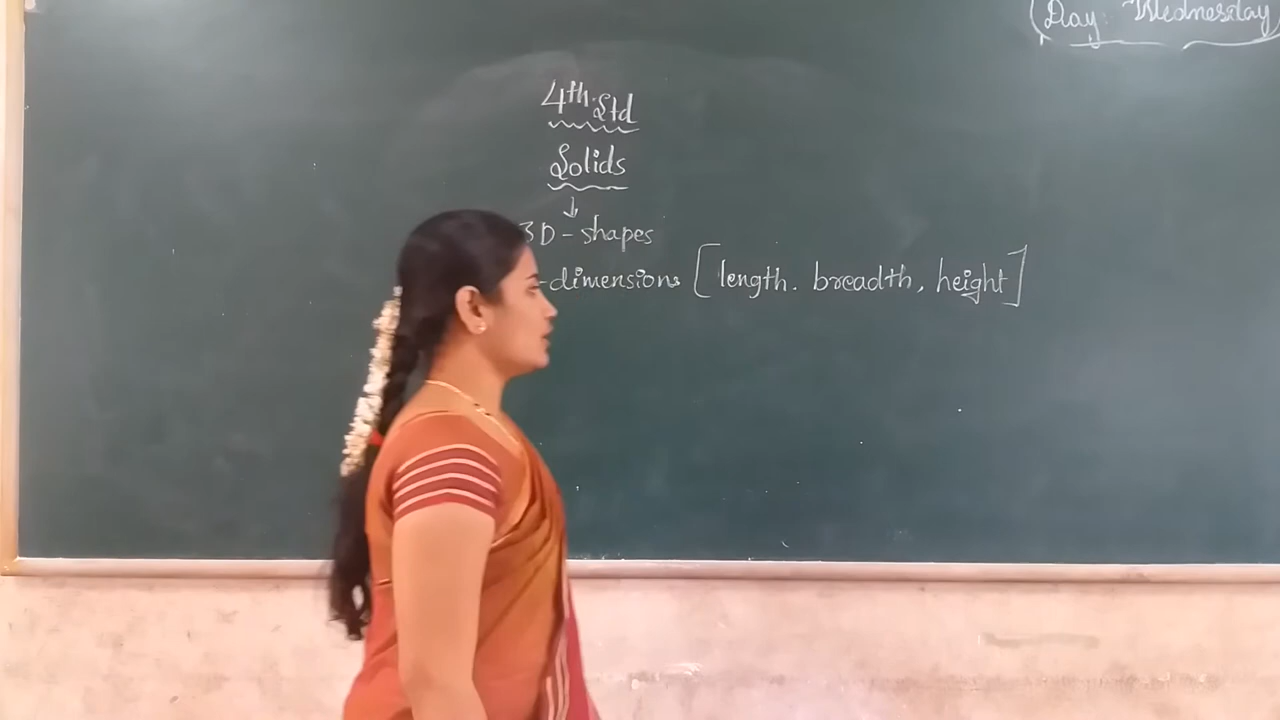 Day: Wednesday
4th Std
Solids
3D - shapes
-dimensions [length. breadth, height]